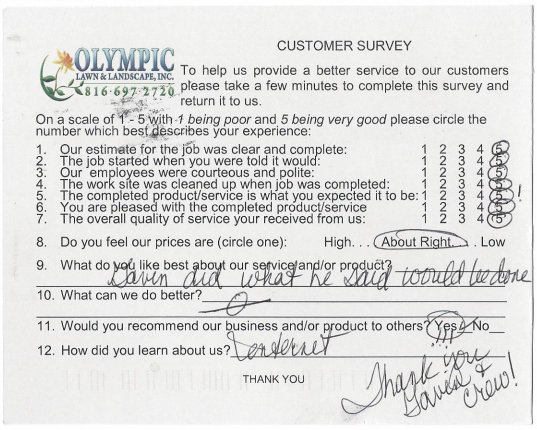 OLYMPIC
LAWN & LANDSCAPE, INC.
816-697-2720
CUSTOMER SURVEY
To help us provide a better service to our customers
please take a few minutes to complete this survey and
return it to us.
On a scale of 1 - 5 with 1 being poor and 5 being very good please circle the
number which best describes your experience:
1. Our estimate for the job was clear and complete: 1 2 3 4 5
2. The job started when you were told it would: 1 2 3 4 5
3. Our employees were courteous and polite: 1 2 3 4 5
4. The work site was cleaned up when job was completed: 1 2 3 4 5
5. The completed product/service is what you expected it to be: 1 2 3 4 5 !
6. You are pleased with the completed product/service 1 2 3 4 5
7. The overall quality of service your received from us: 1 2 3 4 5
8. Do you feel our prices are (circle one): High. . . About Right. . . Low
9. What do you like best about our service and/or product?
Gavin did what he said would be done
10. What can we do better? 0
11. Would you recommend our business and/or product to others? Yes No
!!!
12. How did you learn about us? Internet
THANK YOU
Thank you
Gaven &
crew!